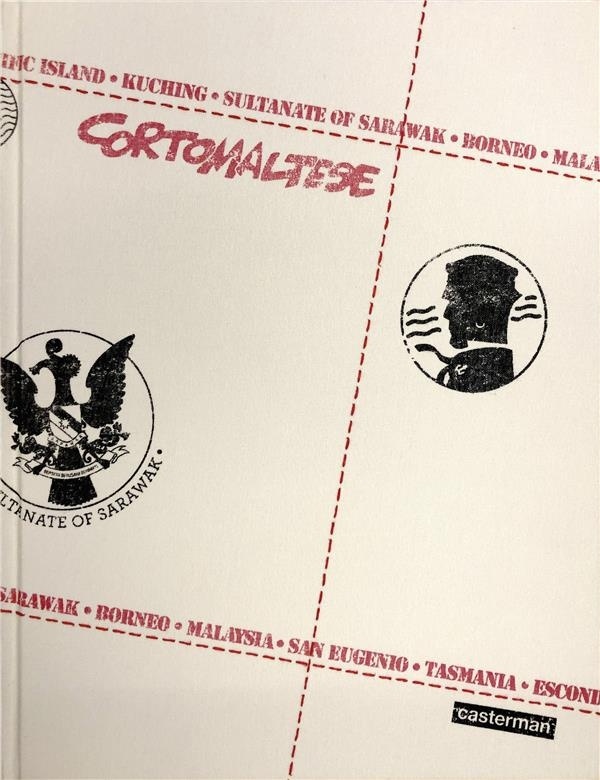 ISLAND • KUCHING • SULTANATE OF SARAWAK • BORNEO • MALA
CORTOMALTESE
SULTANATE OF SARAWAK •
SARAWAK • BORNEO • MALAYSIA • SAN EUGENIO • TASMANIA • ESCOND
casterman